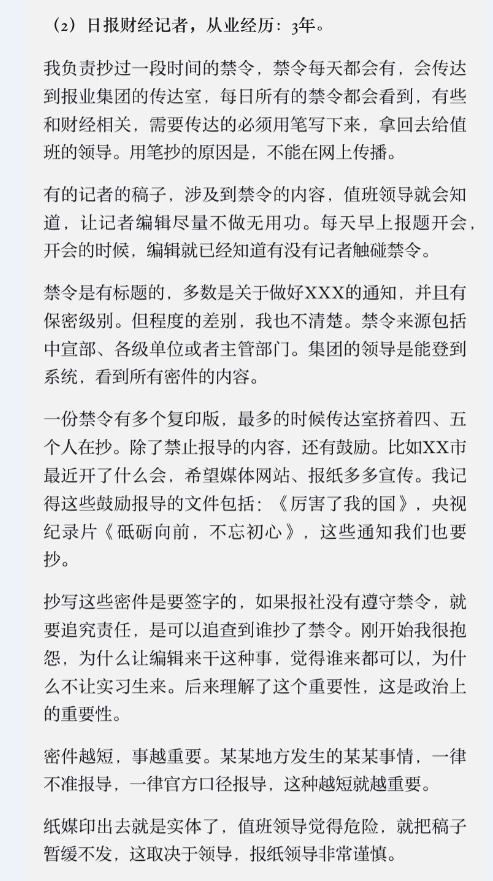 （2）日报财经记者，从业经历：3年。
我负责抄过一段时间的禁令，禁令每天都会有，会传达
到报业集团的传达室，每日所有的禁令都会看到，有些
和财经相关，需要传达的必须用笔写下来，拿回去给值
班的领导。用笔抄的原因是，不能在网上传播。
有的记者的稿子，涉及到禁令的内容，值班领导就会知
道，让记者编辑尽量不做无用功。每天早上报题开会，
开会的时候，编辑就已经知道有没有记者触碰禁令。
禁令是有标题的，多数是关于做好XXX的通知，并且有
保密级别。但程度的差别，我也不清楚。禁令来源包括
中宣部、各级单位或者主管部门。集团的领导是能登到
系统，看到所有密件的内容。
一份禁令有多个复印版，最多的时候传达室挤着四、五
个人在抄。除了禁止报导的内容，还有鼓励。比如XX市
最近开了什么会，希望媒体网站、报纸多多宣传。我记
得这些鼓励报导的文件包括：《厉害了我的国》，央视
纪录片《砥砺向前，不忘初心》，这些通知我们也要
抄。
抄写这些密件是要签字的，如果报社没有遵守禁令，就
要追究责任，是可以追查到谁抄了禁令。刚开始我很抱
怨，为什么让编辑来干这种事，觉得谁来都可以，为什
么不让实习生来。后来理解了这个重要性，这是政治上
的重要性。
密件越短，事越重要。某某地方发生的某某事情，一律
不准报导，一律官方口径报导，这种越短就越重要。
纸媒印出去就是实体了，值班领导觉得危险，就把稿子
暂缓不发，这取决于领导，报纸领导非常谨慎。